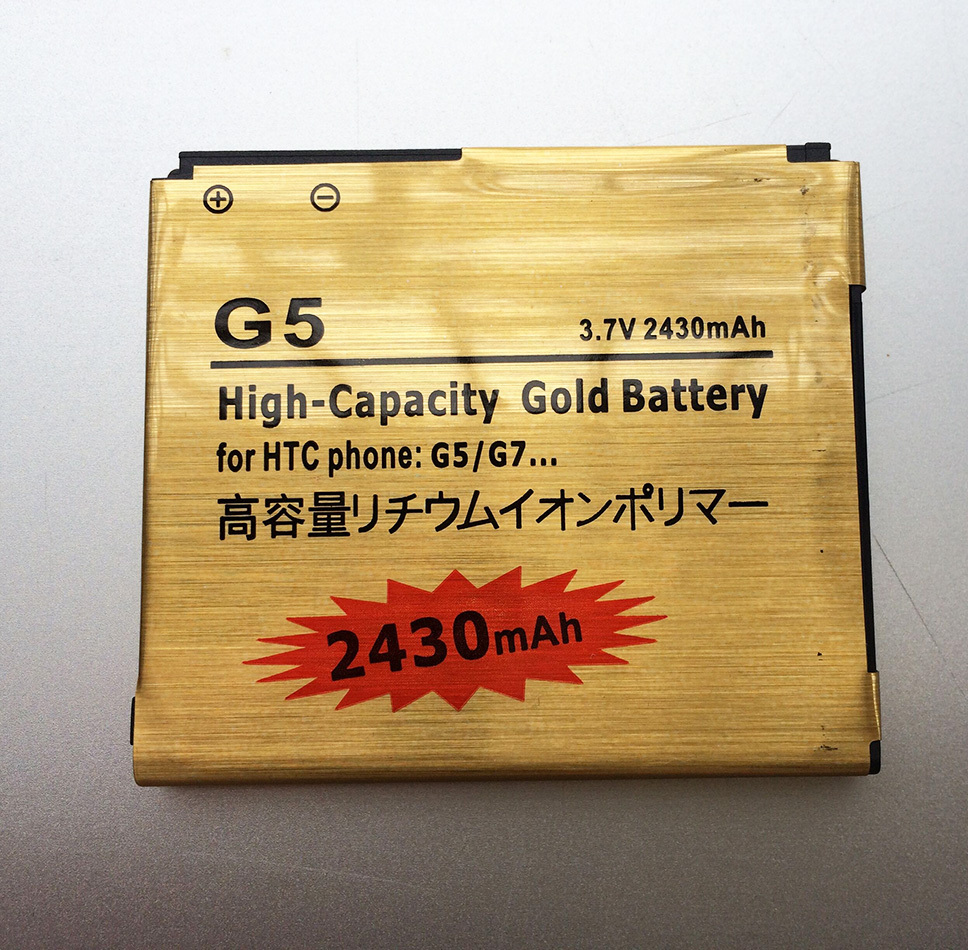 ⊕ ⊖
G5 3.7V 2430mAh
High-Capacity Gold Battery
for HTC phone: G5/G7...
高容量リチウムイオンポリマー
2430mAh